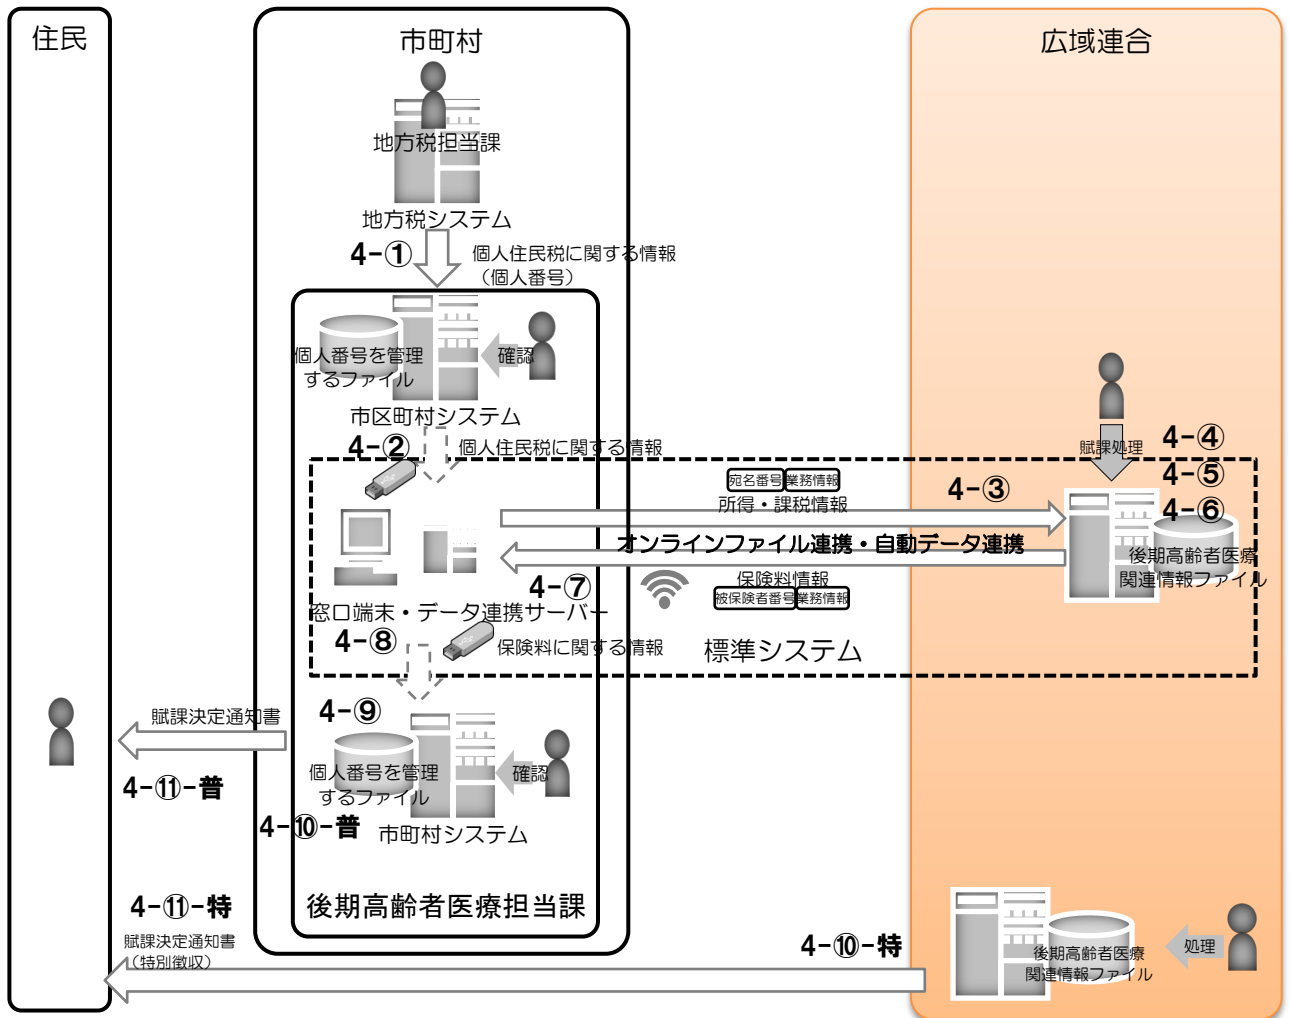 住民
市町村
広域連合
地方税担当課
地方税システム
4-①
個人住民税に関する情報
（個人番号）
個人番号を管理
するファイル
確認
市区町村システム
4-②
個人住民税に関する情報
賦課処理
4-④
4-⑤
4-⑥
宛名番号
業務情報
所得・課税情報
4-③
オンラインファイル連携・自動データ連携
後期高齢者医療
関連情報ファイル
4-⑦
保険料情報
被保険者番号
業務情報
窓口端末・データ連携サーバー
4-⑧
保険料に関する情報
標準システム
4-⑨
賦課決定通知書
4-⑪-普
個人番号を管理
するファイル
確認
4-⑩-普
市町村システム
後期高齢者医療担当課
4-⑪-特
賦課決定通知書
（特別徴収）
4-⑩-特
後期高齢者医療
関連情報ファイル
処理